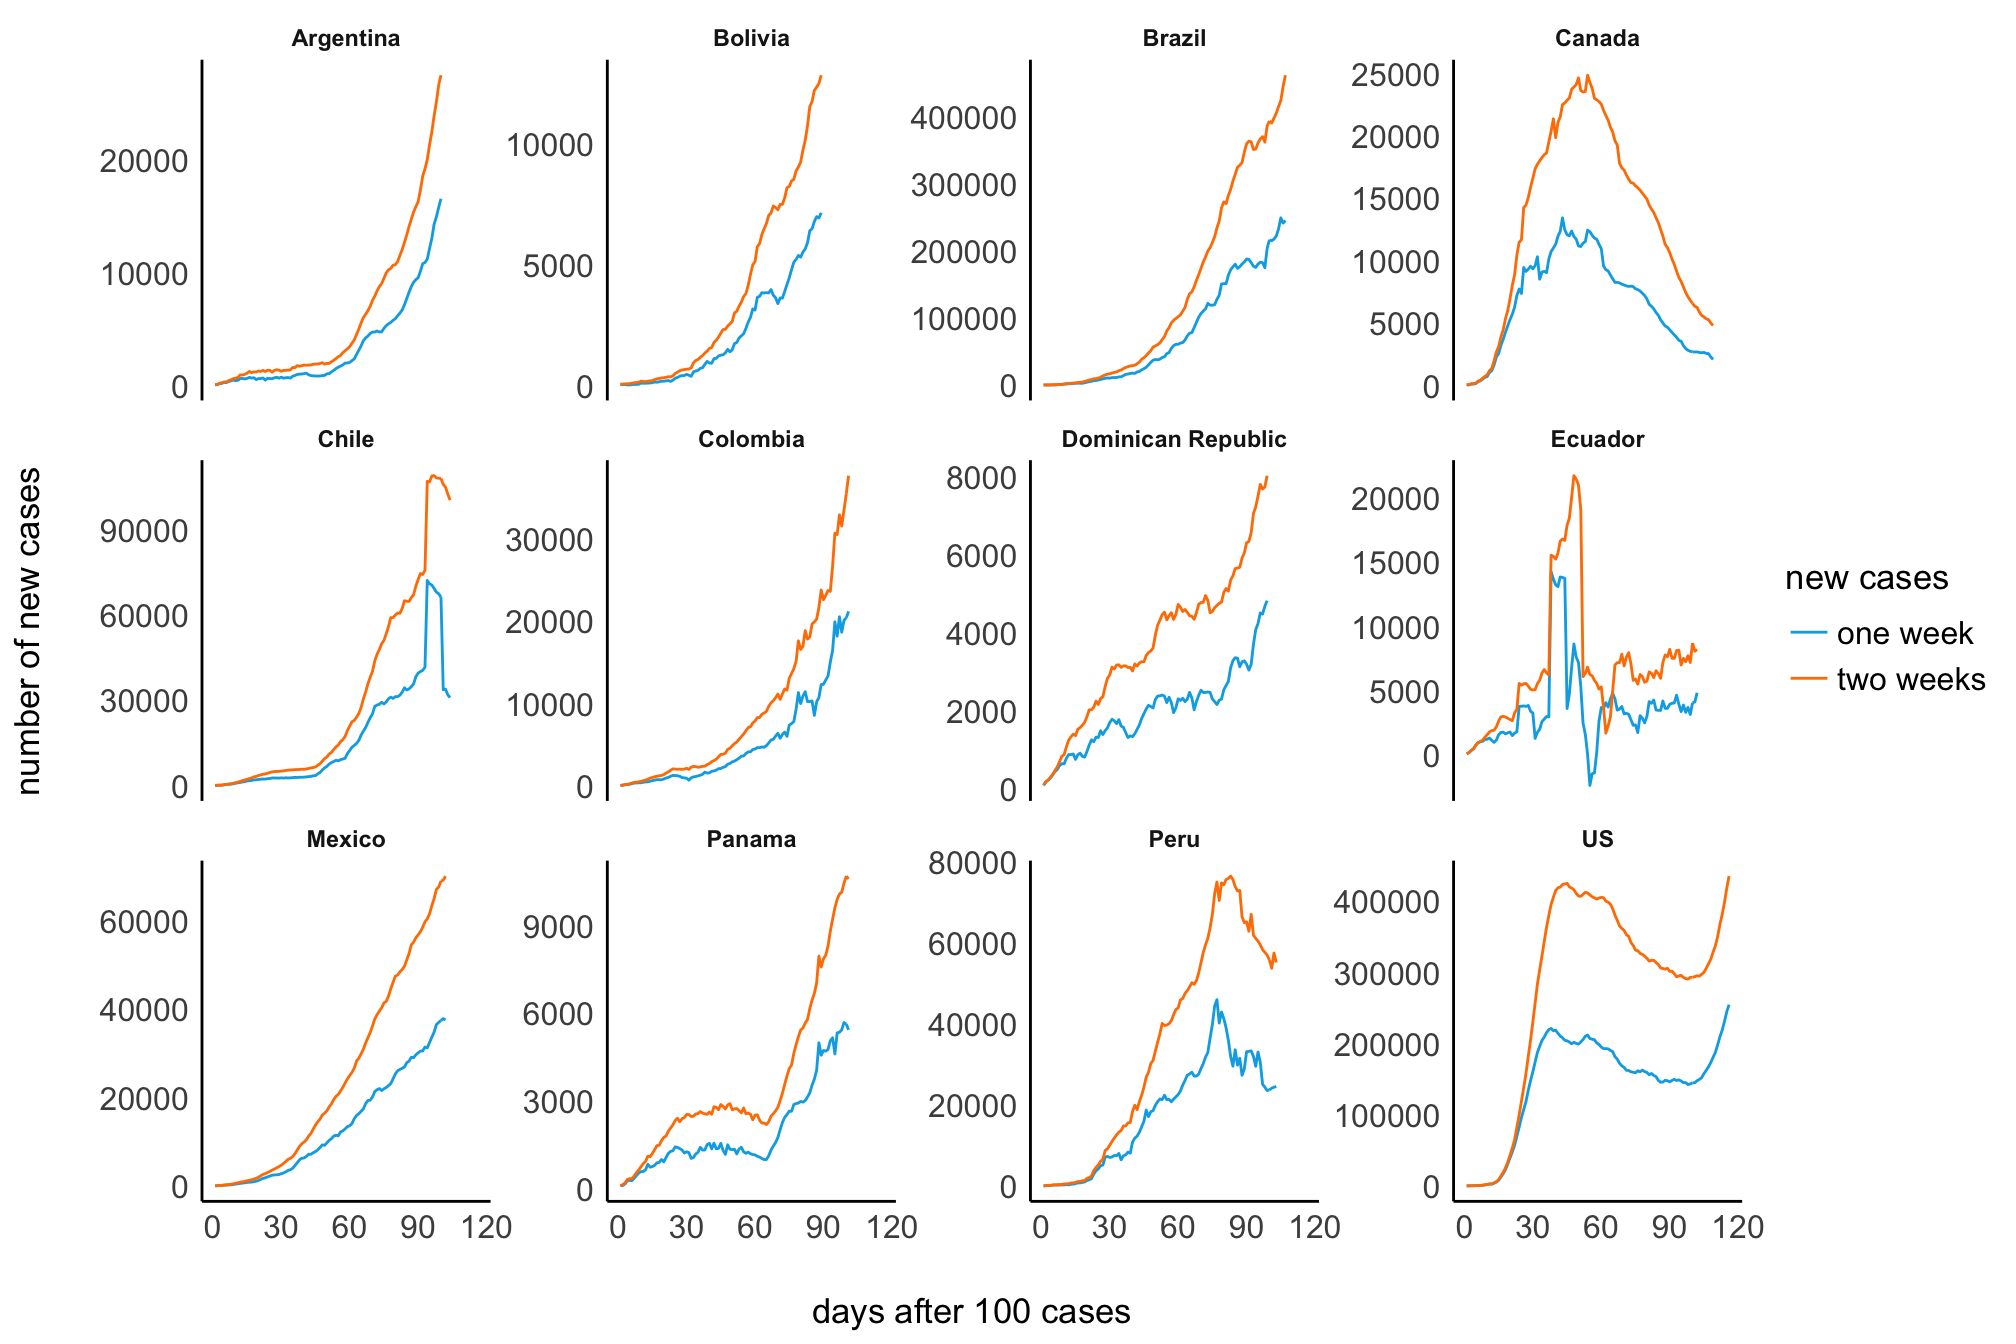 Argentina
Bolivia
Brazil
Canada
20000
10000
0
10000
5000
0
400000
300000
200000
100000
0
25000
20000
15000
10000
5000
0
Chile
Colombia
Dominican Republic
Ecuador
90000
60000
30000
0
30000
20000
10000
0
8000
6000
4000
2000
0
20000
15000
10000
5000
0
Mexico
Panama
Peru
US
60000
40000
20000
0
9000
6000
3000
0
80000
60000
40000
20000
0
400000
300000
200000
100000
0
0 30 60 90 120
0 30 60 90 120
0 30 60 90 120
0 30 60 90 120
number of new cases
days after 100 cases
new cases
one week
two weeks